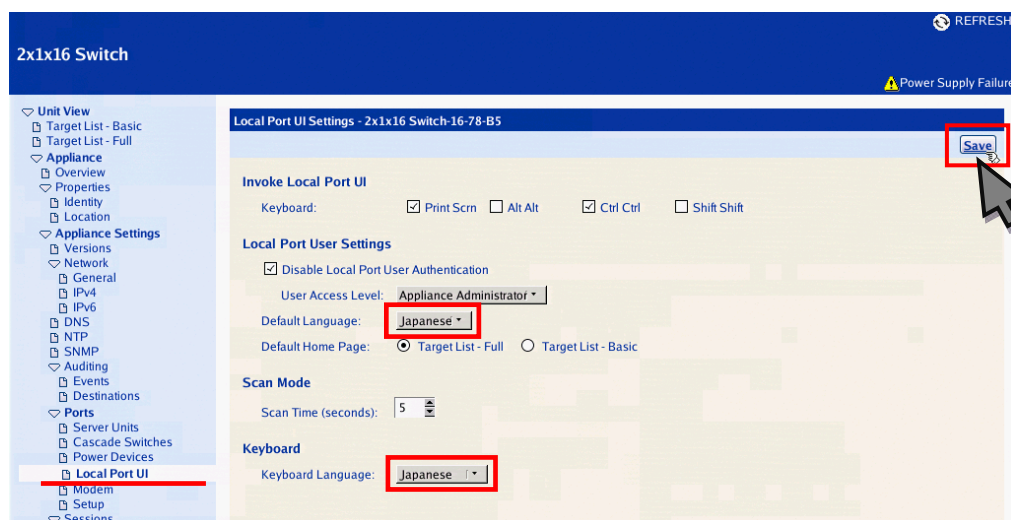 REFRESH
2x1x16 Switch
Power Supply Failure
Unit View
Target List - Basic
Target List - Full
Appliance
Overview
Properties
Identity
Location
Appliance Settings
Versions
Network
General
IPv4
IPv6
DNS
NTP
SNMP
Auditing
Events
Destinations
Ports
Server Units
Cascade Switches
Power Devices
Local Port UI
Modem
Setup
Sessions
Local Port UI Settings - 2x1x16 Switch-16-78-B5
Save
Invoke Local Port UI
Keyboard: Print Scrn Alt Alt Ctrl Ctrl Shift Shift
Local Port User Settings
Disable Local Port User Authentication
User Access Level: Appliance Administrator
Default Language: Japanese
Default Home Page: Target List - Full Target List - Basic
Scan Mode
Scan Time (seconds): 5
Keyboard
Keyboard Language: Japanese